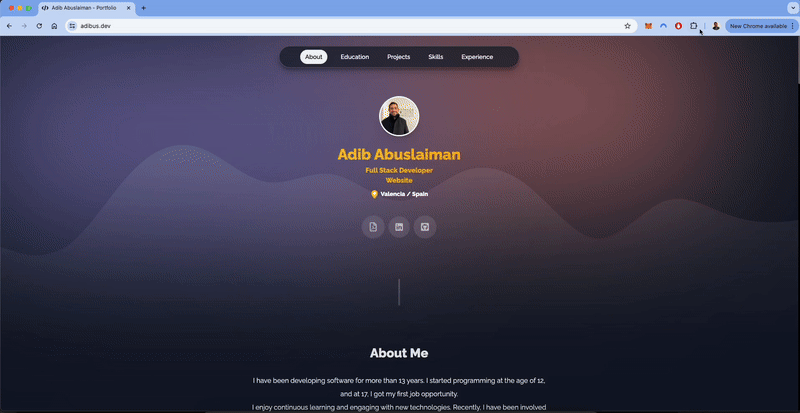 Adib Abuslaiman - Portfolio
adibus.dev
New Chrome available
About Education Projects Skills Experience
Adib Abuslaiman
Full Stack Developer
Website
Valencia / Spain
About Me
I have been developing software for more than 13 years. I started programming at the age of 12,
and at 17, I got my first job opportunity.
I enjoy continuous learning and engaging with new technologies. Recently, I have been involved